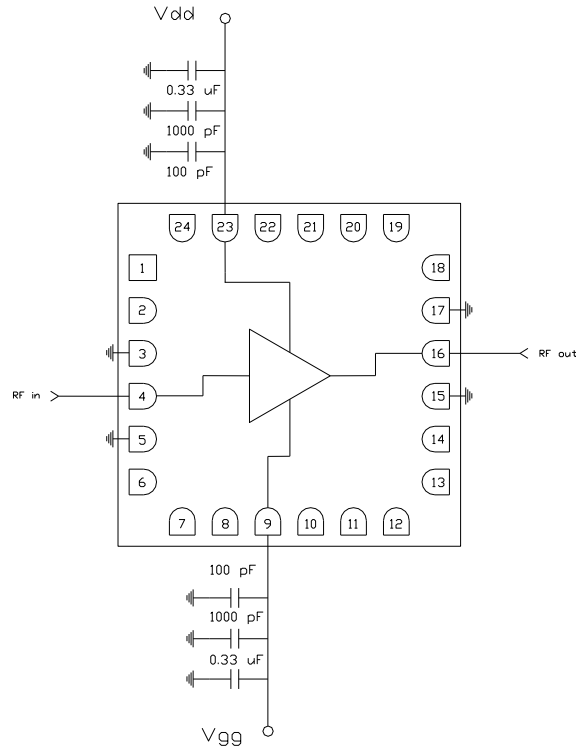 Vdd
0.33 uF
1000 pF
100 pF
24 23 22 21 20 19
1 18
2 17
3 16 RF out
RF in 4 15
5 14
6 13
7 8 9 10 11 12
100 pF
1000 pF
0.33 uF
Vgg